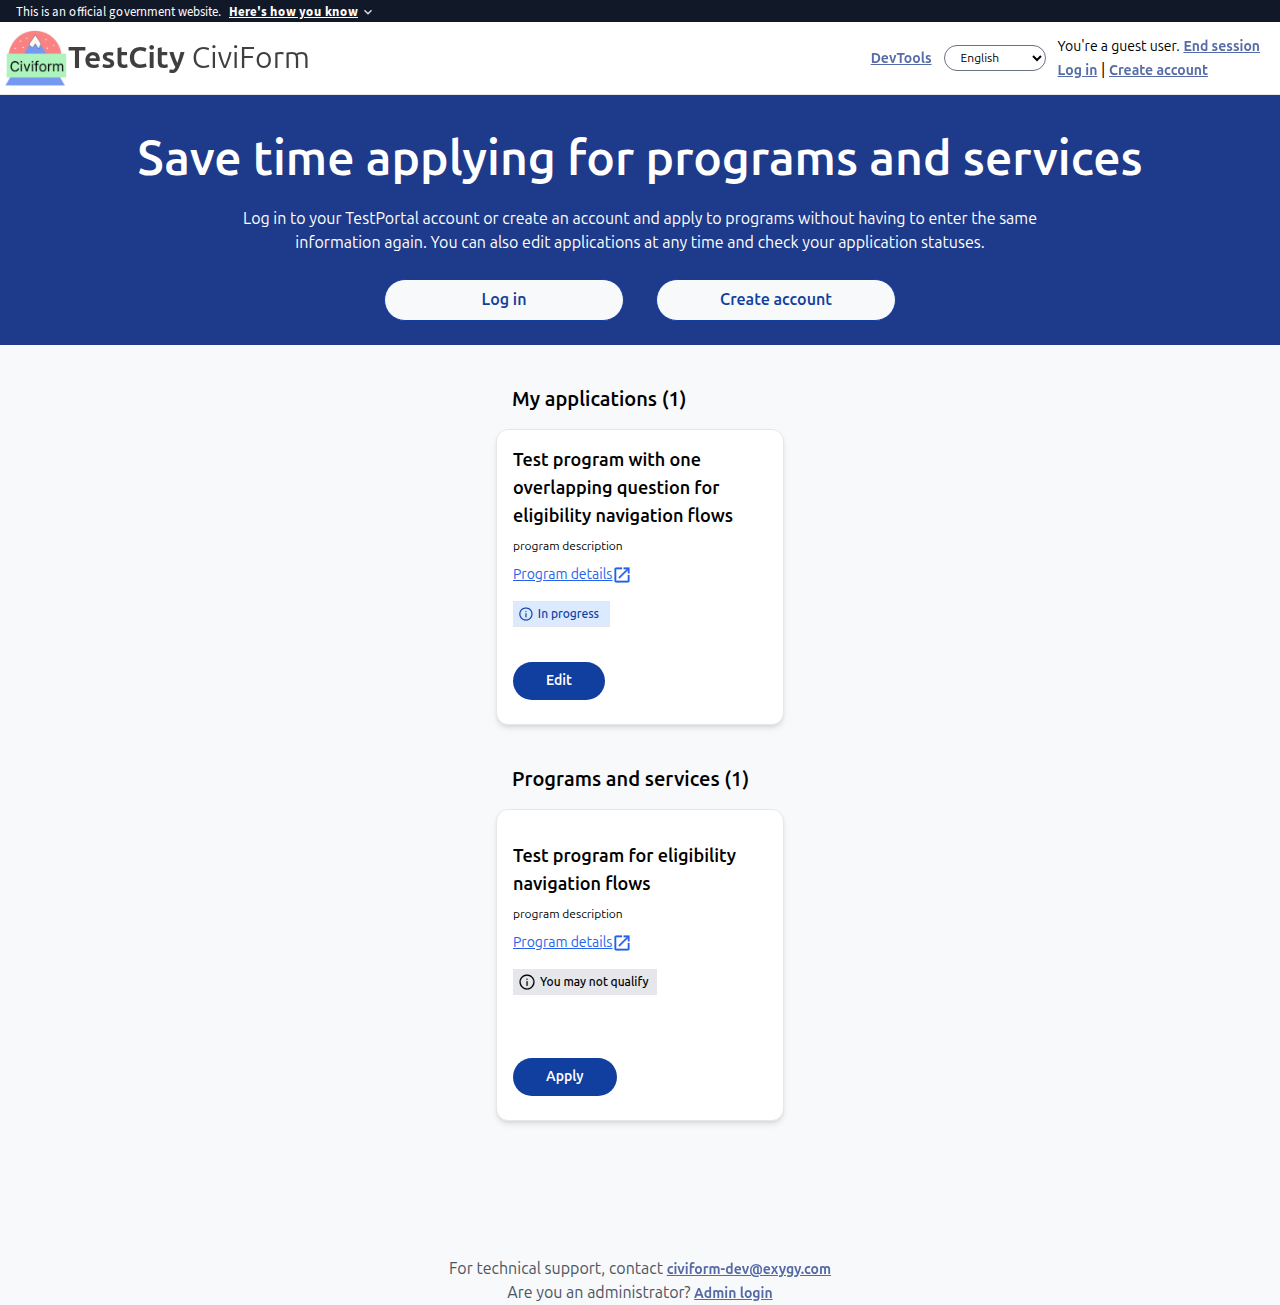 This is an official government website. Here's how you know
Civiform
TestCity CiviForm
DevTools
English
You're a guest user. End session
Log in | Create account
Save time applying for programs and services
Log in to your TestPortal account or create an account and apply to programs without having to enter the same
information again. You can also edit applications at any time and check your application statuses.
Log in
Create account
My applications (1)
Test program with one
overlapping question for
eligibility navigation flows
program description
Program details
In progress
Edit
Programs and services (1)
Test program for eligibility
navigation flows
program description
Program details
You may not qualify
Apply
For technical support, contact civiform-dev@exygy.com
Are you an administrator? Admin login